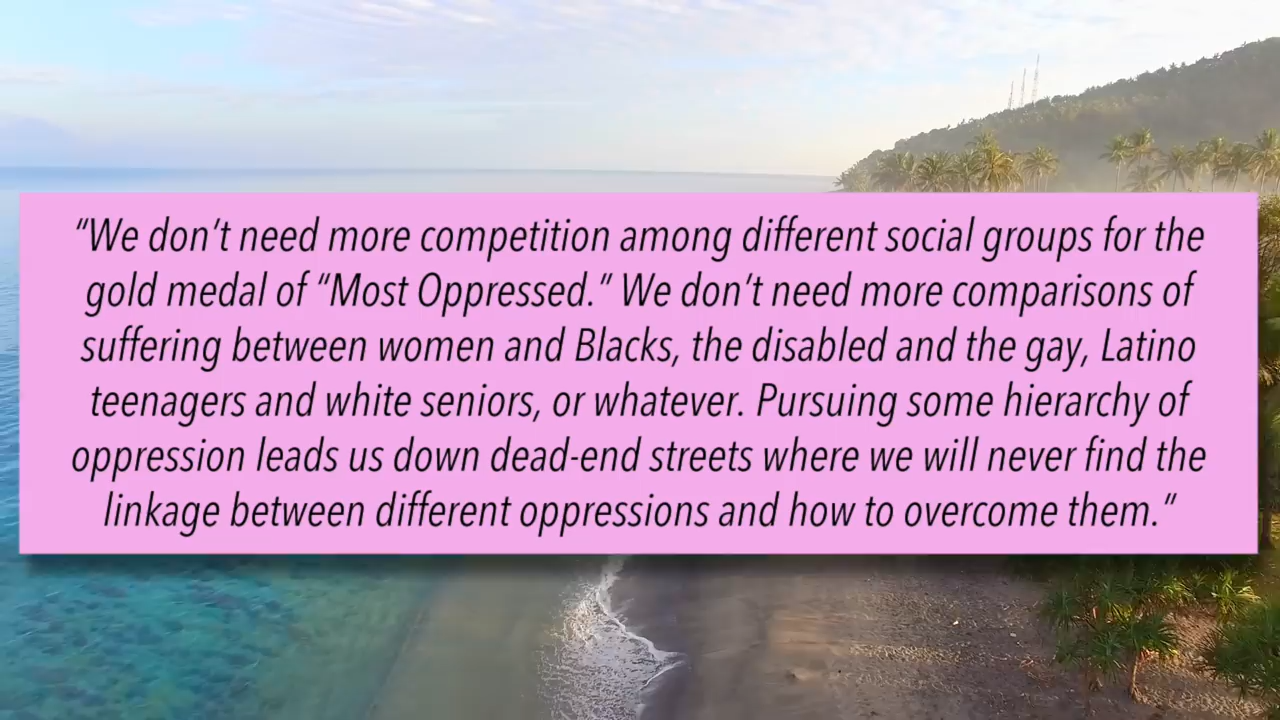 “We don’t need more competition among different social groups for the
gold medal of “Most Oppressed.” We don’t need more comparisons of
suffering between women and Blacks, the disabled and the gay, Latino
teenagers and white seniors, or whatever. Pursuing some hierarchy of
oppression leads us down dead-end streets where we will never find the
linkage between different oppressions and how to overcome them.”